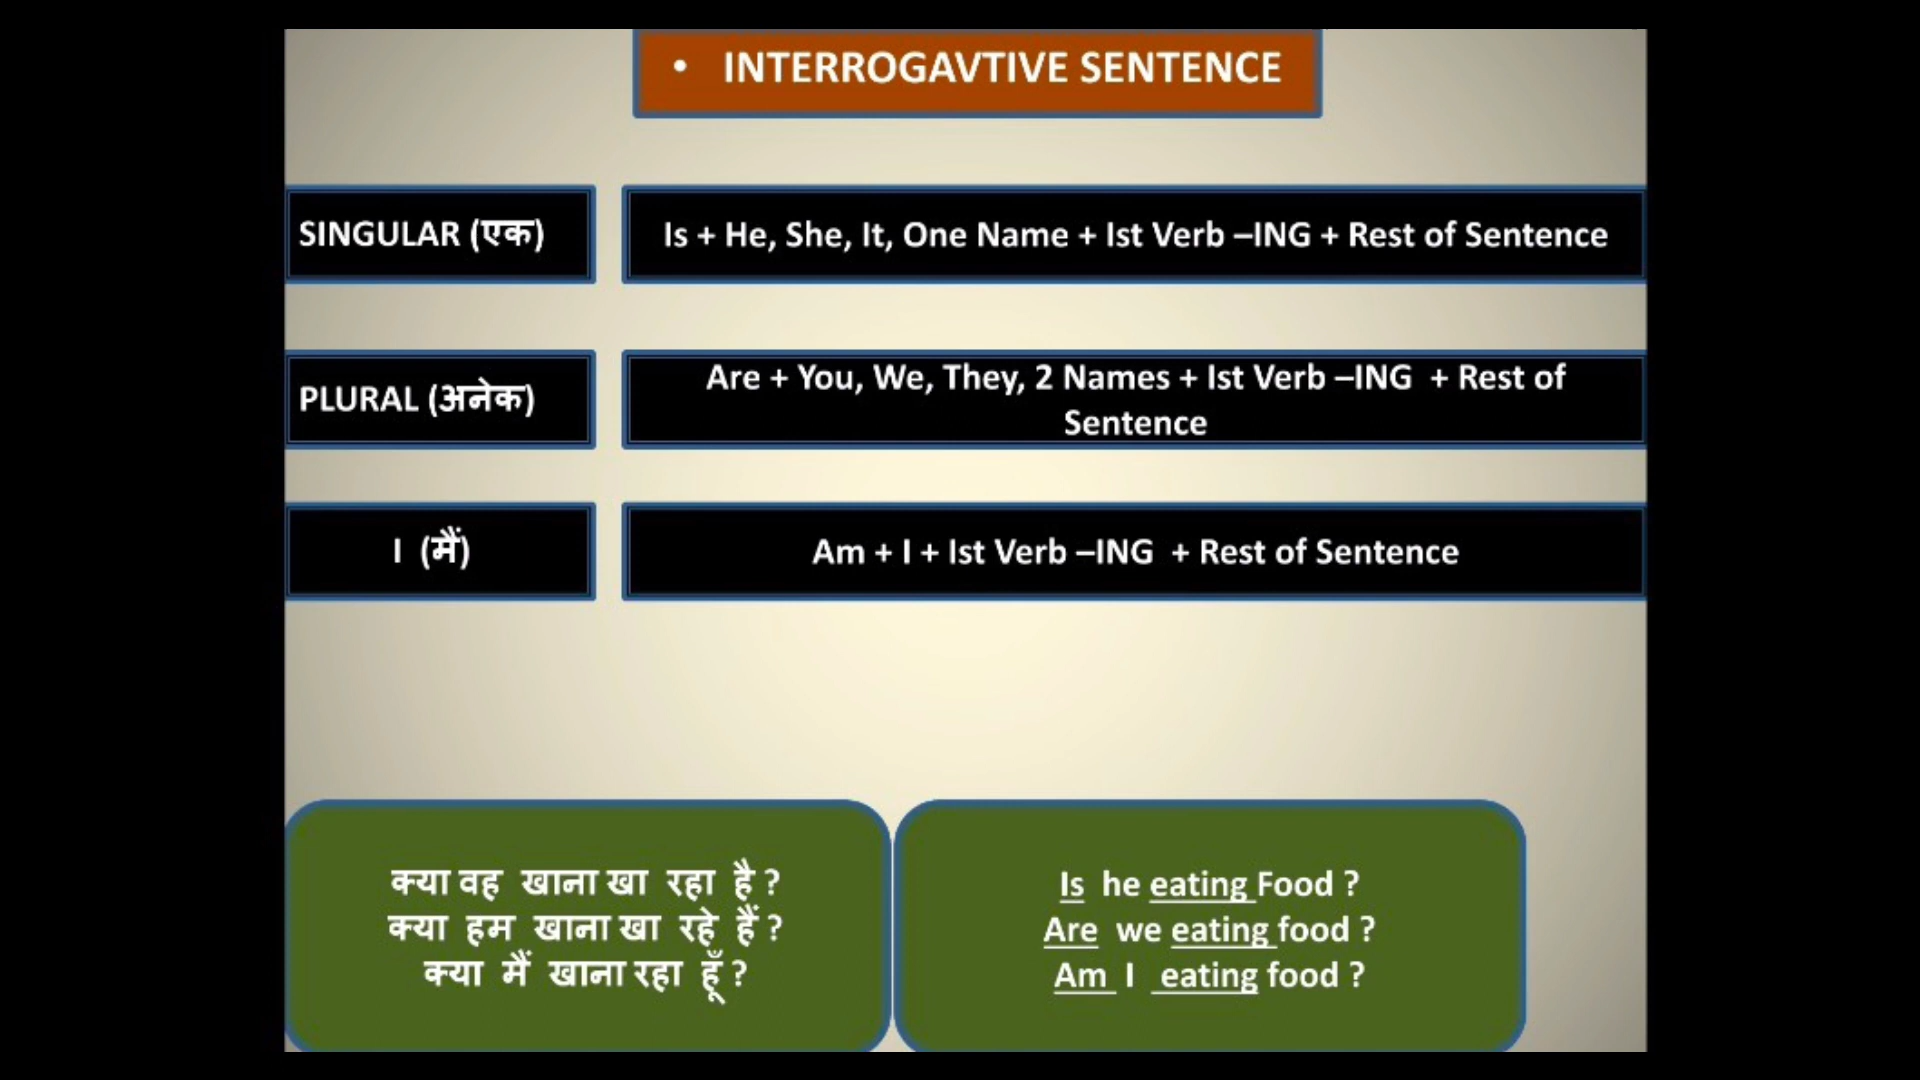 • INTERROGAVTIVE SENTENCE
SINGULAR (एक)
Is + He, She, It, One Name + Ist Verb –ING + Rest of Sentence
PLURAL (अनेक)
Are + You, We, They, 2 Names + Ist Verb –ING + Rest of
Sentence
I (मैं)
Am + I + Ist Verb –ING + Rest of Sentence
क्या वह खाना खा रहा है ?
क्या हम खाना खा रहे हैं ?
क्या मैं खाना रहा हूँ ?
Is he eating Food ?
Are we eating food ?
Am I eating food ?